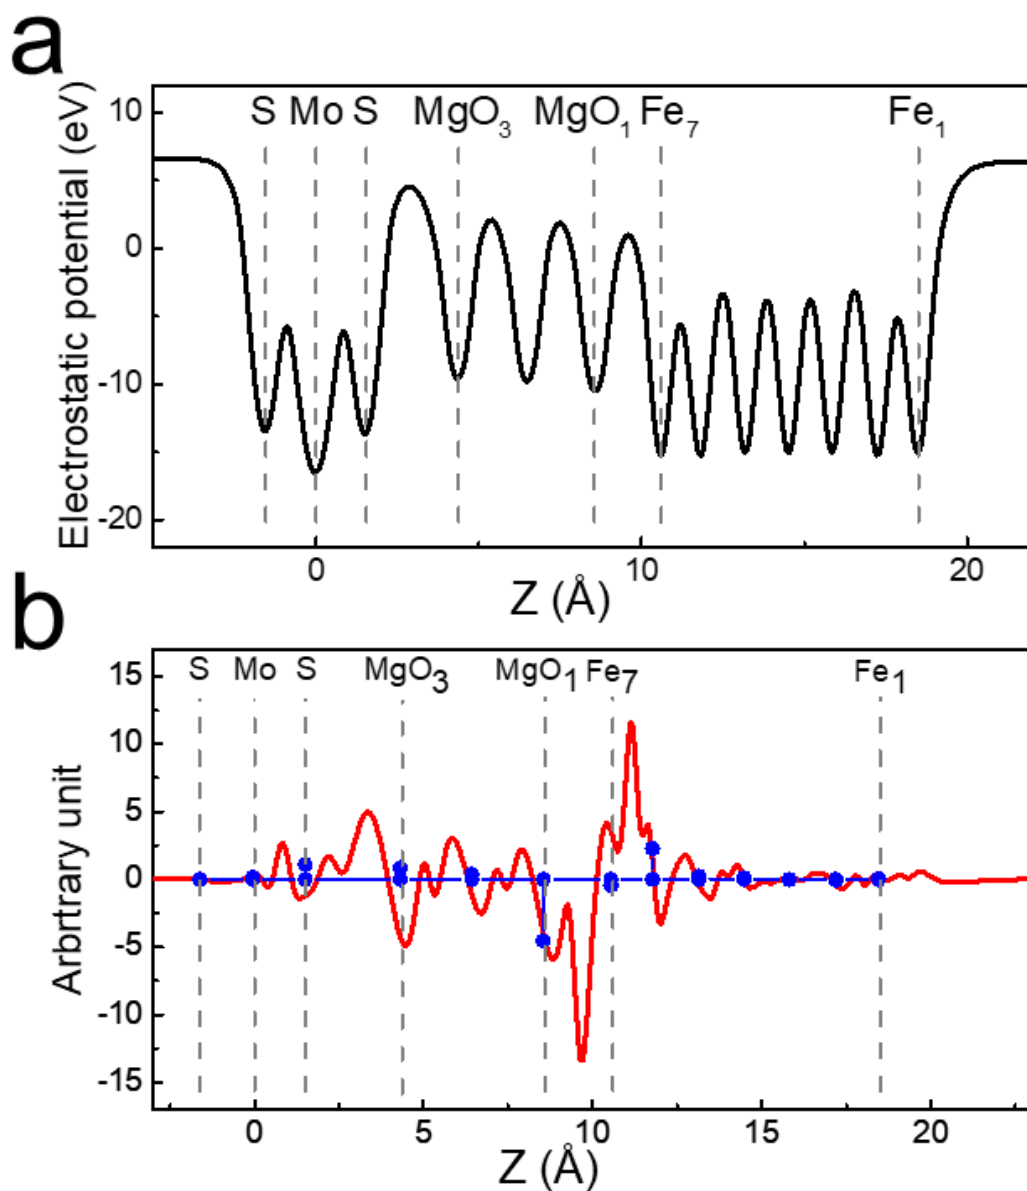 a
S Mo S MgO₃ MgO₁ Fe₇ Fe₁
Electrostatic potential (eV)
10
0
-10
-20
0 10 20
Z (Å)
b
S Mo S MgO₃ MgO₁ Fe₇ Fe₁
Arbrtrary unit
15
10
5
0
-5
-10
-15
0 5 10 15 20
Z (Å)